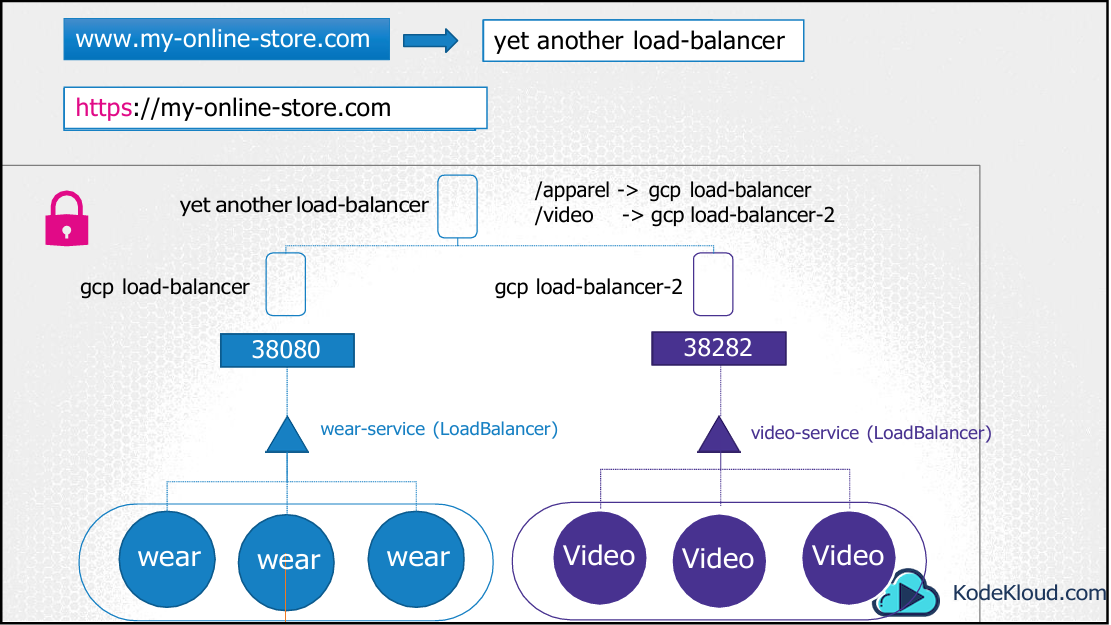 www.my-online-store.com
yet another load-balancer
https://my-online-store.com
yet another load-balancer
/apparel -> gcp load-balancer
/video -> gcp load-balancer-2
gcp load-balancer
gcp load-balancer-2
38080
38282
wear-service (LoadBalancer)
video-service (LoadBalancer)
wear
wear
wear
Video
Video
Video
KodeKloud.com